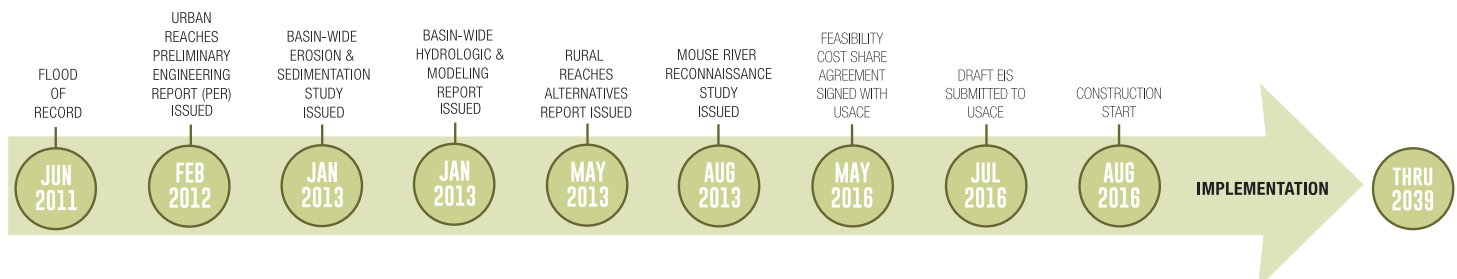 FLOOD
OF
RECORD
JUN
2011
URBAN
REACHES
PRELIMINARY
ENGINEERING
REPORT (PER)
ISSUED
FEB
2012
BASIN-WIDE
EROSION &
SEDIMENTATION
STUDY
ISSUED
JAN
2013
BASIN-WIDE
HYDROLOGIC &
MODELING
REPORT
ISSUED
JAN
2013
RURAL
REACHES
ALTERNATIVES
REPORT ISSUED
MAY
2013
MOUSE RIVER
RECONNAISSANCE
STUDY
ISSUED
AUG
2013
FEASIBILITY
COST SHARE
AGREEMENT
SIGNED WITH
USACE
MAY
2016
DRAFT EIS
SUBMITTED TO
USACE
JUL
2016
CONSTRUCTION
START
AUG
2016
IMPLEMENTATION
THRU
2039